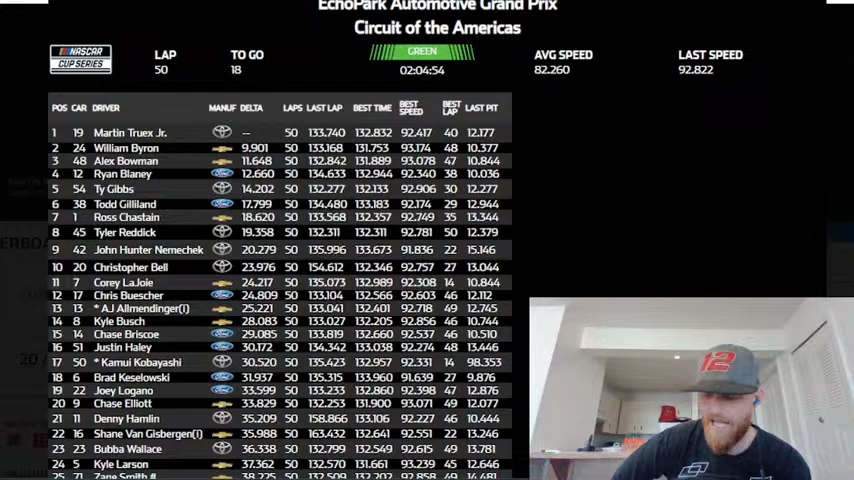 EchoPark Automotive Grand Prix
Circuit of the Americas
NASCAR CUP SERIES LAP TO GO GREEN AVG SPEED LAST SPEED
50 18 02:04:54 82.260 92.822
POS CAR DRIVER MANUF DELTA LAPS LAST LAP BEST TIME BEST SPEED BEST LAP LAST PIT
1 19 Martin Truex Jr. -- 50 133.740 132.832 92.417 40 12.177
2 24 William Byron 9.901 50 133.168 131.753 93.174 48 10.377
3 48 Alex Bowman 11.648 50 132.842 131.889 93.078 48 10.844
4 12 Ryan Blaney 12.660 50 134.633 132.944 92.340 38 10.036
5 54 Ty Gibbs 14.202 50 132.277 132.133 92.906 30 12.277
6 38 Todd Gilliland 17.799 50 134.480 133.183 92.174 29 12.944
7 1 Ross Chastain 18.620 50 133.568 132.357 92.749 35 13.344
8 45 Tyler Reddick 19.358 50 132.311 132.311 92.781 50 12.379
9 42 John Hunter Nemechek 20.279 50 135.996 133.673 91.836 22 15.146
10 20 Christopher Bell 23.976 50 154.612 132.346 92.757 27 13.044
11 7 Corey LaJoie 24.217 50 135.073 132.989 92.308 14 10.844
12 17 Chris Buescher 24.809 50 133.104 132.566 92.603 46 12.112
13 13 * AJ Allmendinger(i) 25.221 50 133.041 132.401 92.718 49 12.745
14 8 Kyle Busch 28.083 50 133.027 132.205 92.856 46 10.744
15 14 Chase Briscoe 29.085 50 133.819 132.660 92.537 46 10.510
16 51 Justin Haley 30.172 50 134.342 133.038 92.274 48 13.446
17 50 * Kamui Kobayashi 30.520 50 135.423 132.957 92.331 14 98.353
18 6 Brad Keselowski 31.937 50 135.315 133.960 91.639 27 9.876
19 22 Joey Logano 33.599 50 133.233 132.860 92.398 47 12.876
20 9 Chase Elliott 33.829 50 132.253 131.900 93.071 49 12.077
21 11 Denny Hamlin 35.209 50 158.866 133.106 92.227 46 10.444
22 16 Shane Van Gisbergen(i) 35.988 50 163.432 132.641 92.551 22 13.246
23 23 Bubba Wallace 36.338 50 132.799 132.549 92.615 49 13.781
24 5 Kyle Larson 37.362 50 132.570 131.661 93.239 45 12.646
25 71 Zane Smith # 38.225 50 132.509 132.202 92.858 49 14.481
12